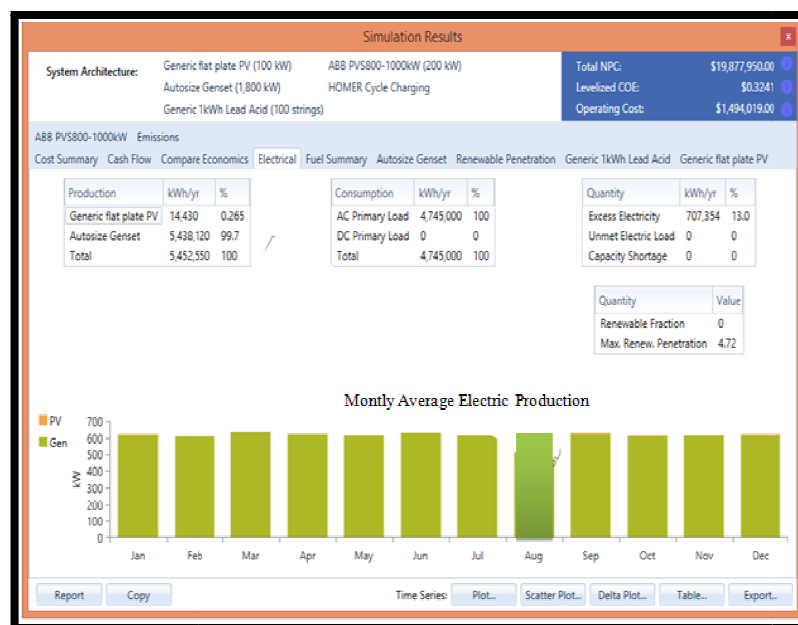 Simulation Results
x
System Architecture:
Generic flat plate PV (100 kW)
ABB PVS800-1000kW (200 kW)
Autosize Genset (1,800 kW)
HOMER Cycle Charging
Generic 1kWh Lead Acid (100 strings)
Total NPC: $19,877,950.00
Levelized COE: $0.3241
Operating Cost: $1,494,019.00
ABB PVS800-1000kW Emissions
Cost Summary Cash Flow Compare Economics Electrical Fuel Summary Autosize Genset Renewable Penetration Generic 1kWh Lead Acid Generic flat plate PV
Production kWh/yr %
Generic flat plate PV 14,430 0.265
Autosize Genset 5,438,120 99.7
Total 5,452,550 100
Consumption kWh/yr %
AC Primary Load 4,745,000 100
DC Primary Load 0 0
Total 4,745,000 100
Quantity kWh/yr %
Excess Electricity 707,354 13.0
Unmet Electric Load 0 0
Capacity Shortage 0 0
Quantity Value
Renewable Fraction 0
Max. Renew. Penetration 4.72
Montly Average Electric Production
PV
Gen
kW
700
600
500
400
300
200
100
0
Jan Feb Mar Apr May Jun Jul Aug Sep Oct Nov Dec
Report Copy Time Series: Plot... Scatter Plot... Delta Plot... Table... Export...